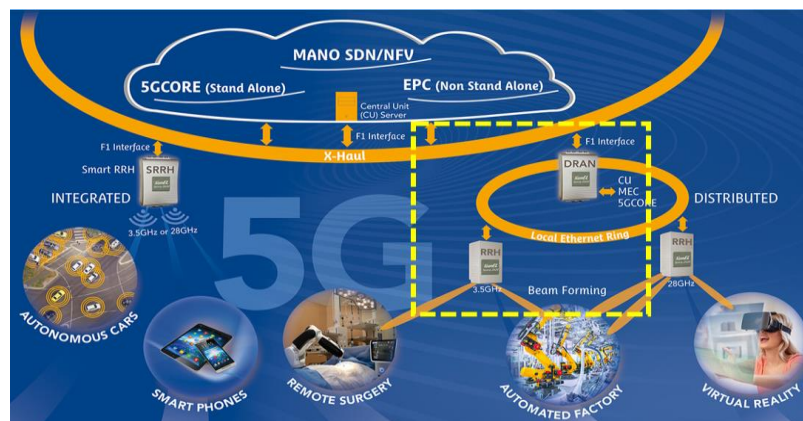 MANO SDN/NFV
5GCORE (Stand Alone)
EPC (Non Stand Alone)
Central Unit
(CU) Server
F1 Interface
F1 Interface
F1 Interface
X-Haul
Smart RRH
SRRH
INTEGRATED
3.5GHz or 28GHz
5G
DRAN
CU
MEC
5GCORE
DISTRIBUTED
Local Ethernet Ring
RRH
3.5GHz
RRH
28GHz
Beam Forming
AUTONOMOUS CARS
SMART PHONES
REMOTE SURGERY
AUTOMATED FACTORY
VIRTUAL REALITY